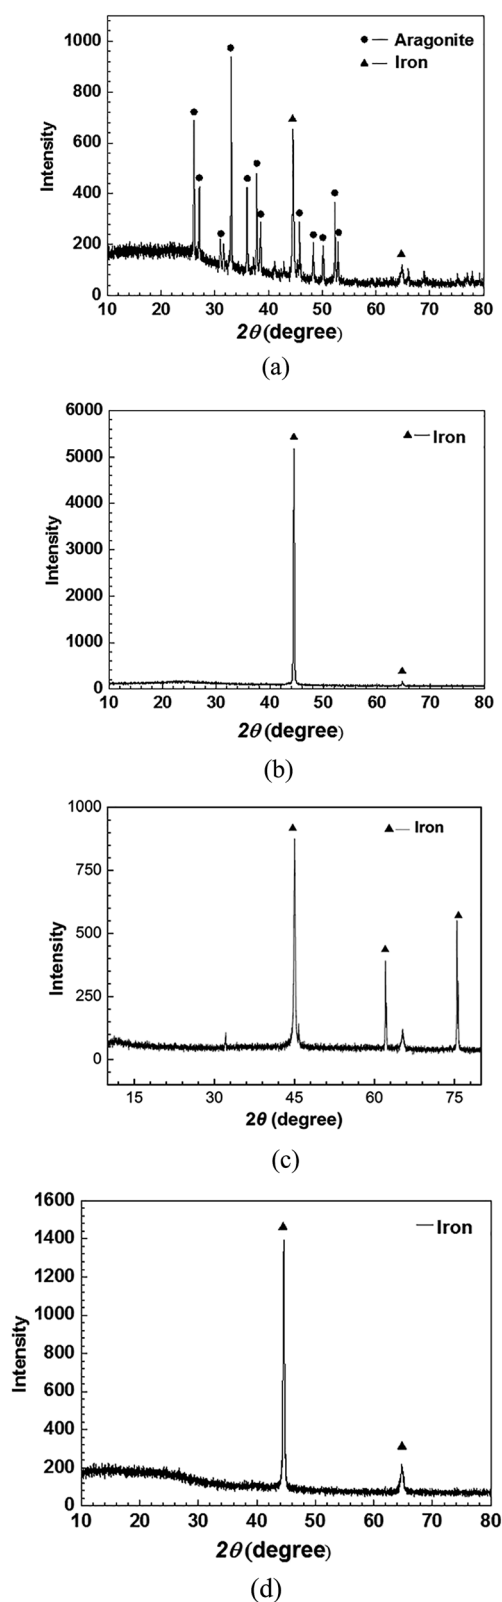 1000
Aragonite
Iron
800
600
400
200
0
10 20 30 40 50 60 70 80
Intensity
2θ (degree)
(a)
6000
Iron
5000
4000
3000
2000
1000
0
10 20 30 40 50 60 70 80
Intensity
2θ (degree)
(b)
1000
Iron
750
500
250
0
15 30 45 60 75
Intensity
2θ (degree)
(c)
1600
Iron
1400
1200
1000
800
600
400
200
0
10 20 30 40 50 60 70 80
Intensity
2θ (degree)
(d)